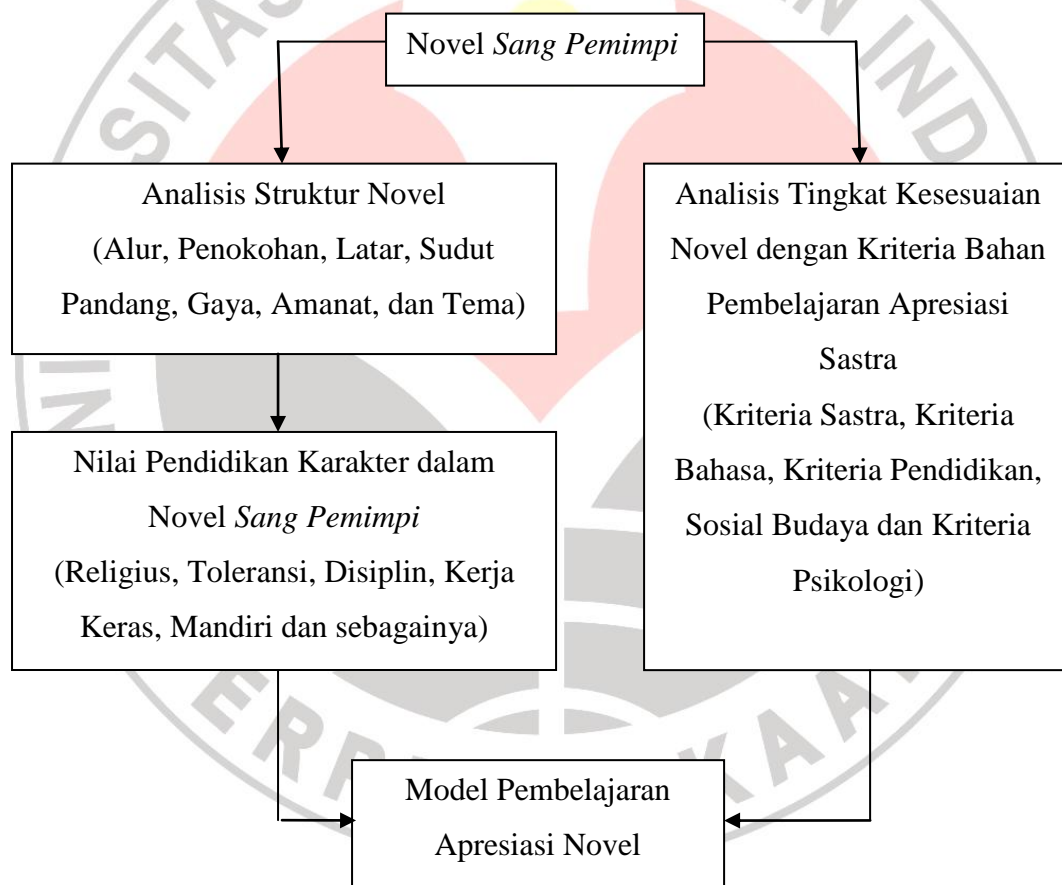 Novel Sang Pemimpi
Analisis Struktur Novel
(Alur, Penokohan, Latar, Sudut
Pandang, Gaya, Amanat, dan Tema)
Analisis Tingkat Kesesuaian
Novel dengan Kriteria Bahan
Pembelajaran Apresiasi
Sastra
(Kriteria Sastra, Kriteria
Bahasa, Kriteria Pendidikan,
Sosial Budaya dan Kriteria
Psikologi)
Nilai Pendidikan Karakter dalam
Novel Sang Pemimpi
(Religius, Toleransi, Disiplin, Kerja
Keras, Mandiri dan sebagainya)
Model Pembelajaran
Apresiasi Novel